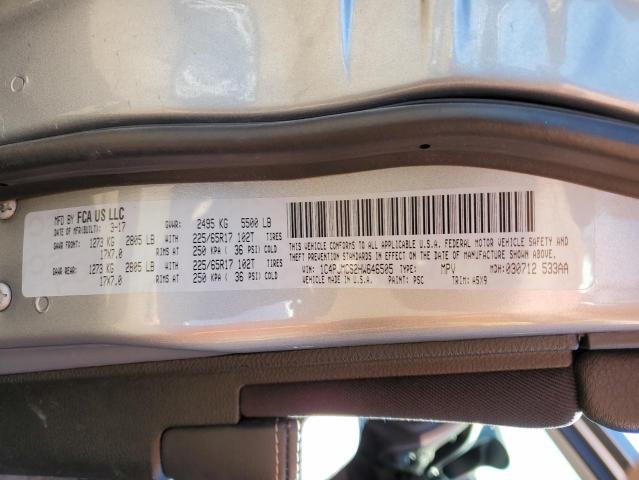 MFD BY FCA US LLC
DATE OF MFR(BUILT): 3-17
GVWR: 2495 KG 5500 LB
GAWR FRONT: 1273 KG 2805 LB WITH 225/65R17 102T TIRES
17X7.0 RIMS AT 250 KPA ( 36 PSI) COLD
GAWR REAR: 1273 KG 2805 LB WITH 225/65R17 102T TIRES
17X7.0 RIMS AT 250 KPA ( 36 PSI) COLD
THIS VEHICLE CONFORMS TO ALL APPLICABLE U.S.A. FEDERAL MOTOR VEHICLE SAFETY AND
THEFT PREVENTION STANDARDS IN EFFECT ON THE DATE OF MANUFACTURE SHOWN ABOVE.
VIN: 1C4PJMCS2HW646505 TYPE: MPV MDH: 030712 533AA
VEHICLE MADE IN U.S.A. PAINT: PSC TRIM: A5X9